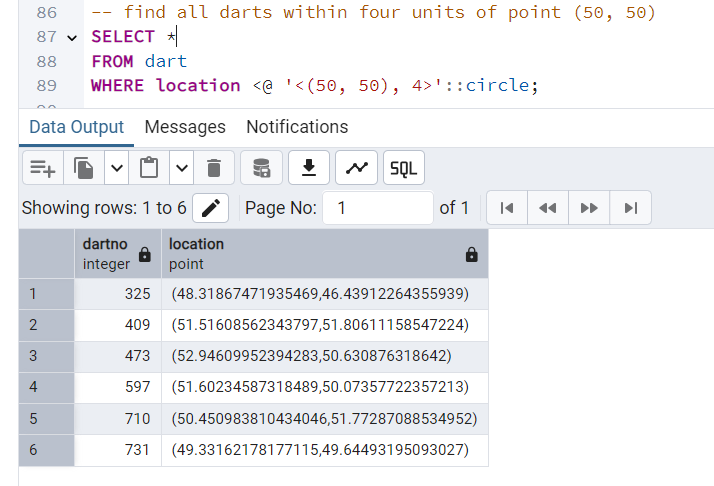 86 -- find all darts within four units of point (50, 50)
87 SELECT *
88 FROM dart
89 WHERE location <@ '<(50, 50), 4>'::circle;
Data Output Messages Notifications
SQL
Showing rows: 1 to 6 Page No: 1 of 1
dartno location
integer point
1 325 (48.31867471935469,46.43912264355939)
2 409 (51.51608562343797,51.80611158547224)
3 473 (52.94609952394283,50.630876318642)
4 597 (51.60234587318489,50.07357722357213)
5 710 (50.450983810434046,51.77287088534952)
6 731 (49.33162178177115,49.64493195093027)